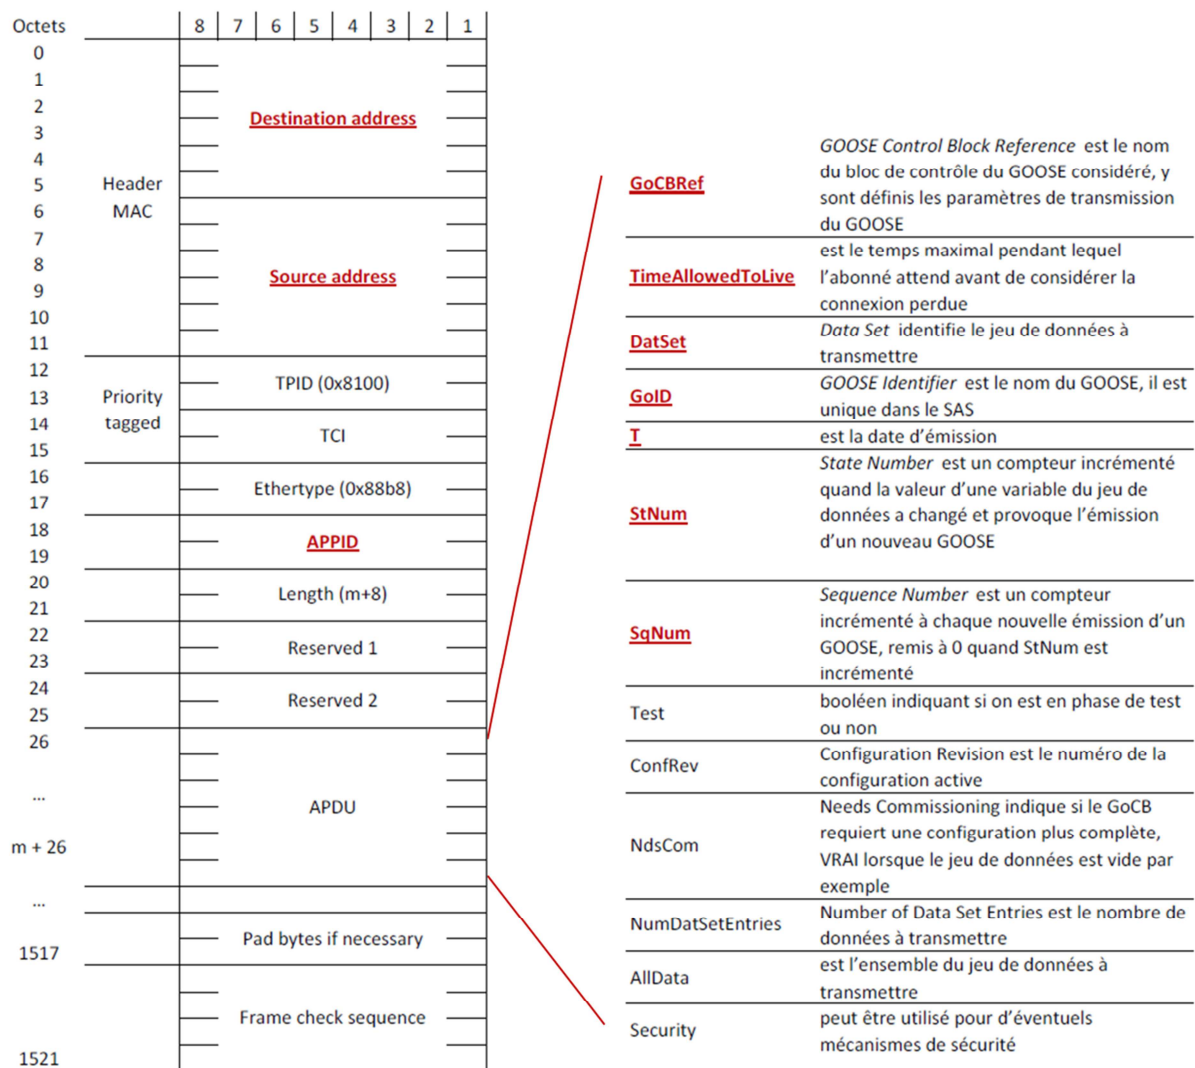 Octets 8 7 6 5 4 3 2 1
0
1
2
3
4
5
6
7
8
9
10
11
12
13
14
15
16
17
18
19
20
21
22
23
24
25
26
...
m + 26
...
1517
1521
Header
MAC
Priority
tagged
Destination address
Source address
TPID (0x8100)
TCI
Ethertype (0x88b8)
APPID
Length (m+8)
Reserved 1
Reserved 2
APDU
Pad bytes if necessary
Frame check sequence
GoCBRef
GOOSE Control Block Reference est le nom
du bloc de contrôle du GOOSE considéré, y
sont définis les paramètres de transmission
du GOOSE
TimeAllowedToLive
est le temps maximal pendant lequel
l'abonné attend avant de considérer la
connexion perdue
DatSet
Data Set identifie le jeu de données à
transmettre
GoID
GOOSE Identifier est le nom du GOOSE, il est
unique dans le SAS
T
est la date d'émission
StNum
State Number est un compteur incrémenté
quand la valeur d'une variable du jeu de
données a changé et provoque l'émission
d'un nouveau GOOSE
SqNum
Sequence Number est un compteur
incrémenté à chaque nouvelle émission d'un
GOOSE, remis à 0 quand StNum est
incrémenté
Test
booléen indiquant si on est en phase de test
ou non
ConfRev
Configuration Revision est le numéro de la
configuration active
NdsCom
Needs Commissioning indique si le GoCB
requiert une configuration plus complète,
VRAI lorsque le jeu de données est vide par
exemple
NumDatSetEntries
Number of Data Set Entries est le nombre de
données à transmettre
AllData
est l'ensemble du jeu de données à
transmettre
Security
peut être utilisé pour d'éventuels
mécanismes de sécurité